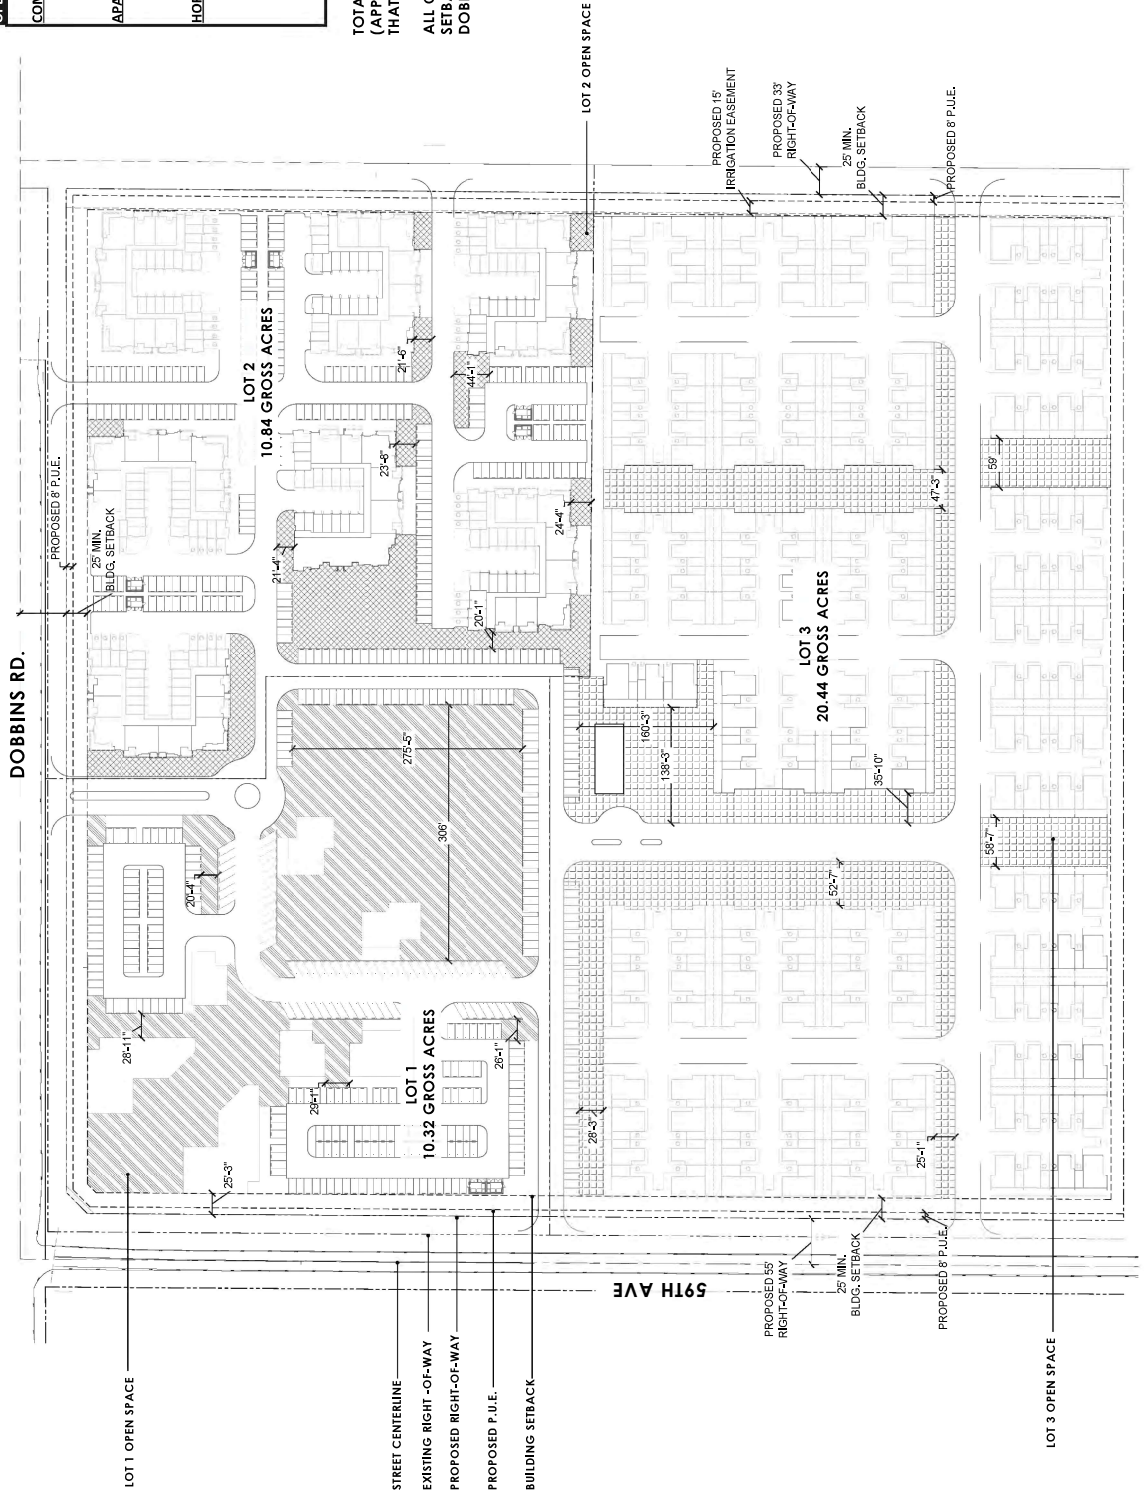 DOBBINS RD.
TOTA
(APP
THAT
ALL O
SETB
DOB
LOT 2 OPEN SPACE
PROPOSED 15'
IRRIGATION EASEMENT
PROPOSED 33'
RIGHT-OF-WAY
25' MIN.
BLDG. SETBACK
PROPOSED 8' P.U.E.
PROPOSED 8' P.U.E.
25' MIN.
BLDG. SETBACK
LOT 2
10.84 GROSS ACRES
21'-6"
44'-1"
23'-8"
24'-4"
21'-4"
20'-1"
47'-3"
59'
LOT 3
20.44 GROSS ACRES
160'-3"
138'-3"
35'-10"
58'-7"
52'-7"
275'-5"
306'
20'-4"
28'-11"
29'-1"
26'-1"
LOT 1
10.32 GROSS ACRES
25'-3"
28'-3"
25'-1"
59TH AVE
PROPOSED 55'
RIGHT-OF-WAY
25' MIN.
BLDG. SETBACK
PROPOSED 8' P.U.E.
LOT 1 OPEN SPACE
STREET CENTERLINE
EXISTING RIGHT -OF-WAY
PROPOSED RIGHT-OF-WAY
PROPOSED P.U.E.
BUILDING SETBACK
LOT 3 OPEN SPACE